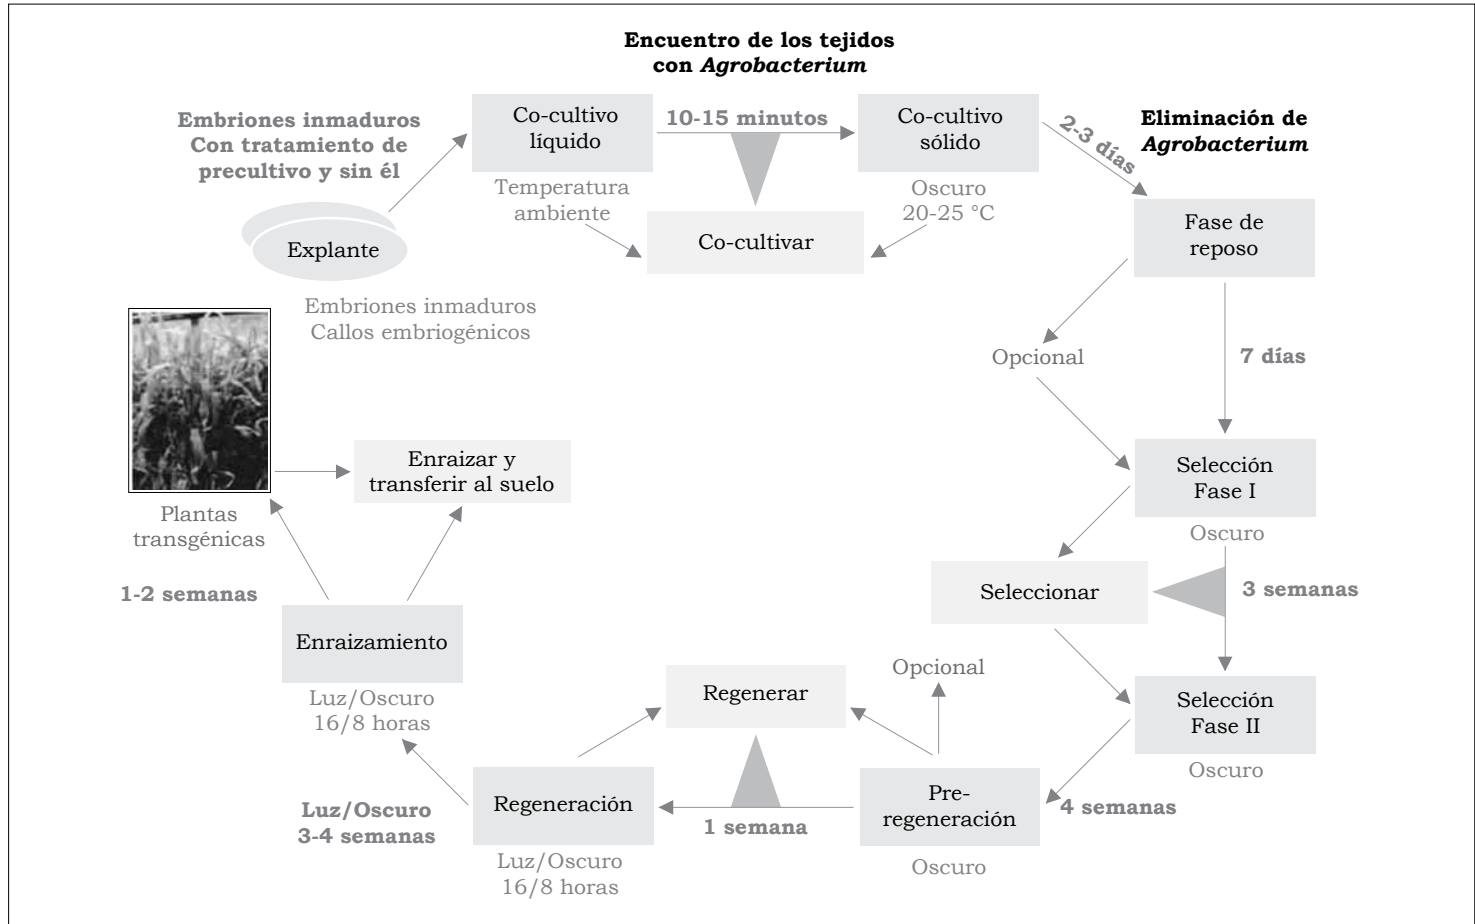 Encuentro de los tejidos
con Agrobacterium
Embriones inmaduros
Con tratamiento de
precultivo y sin él
Co-cultivo
líquido
10-15 minutos
Co-cultivo
sólido
2-3 días
Eliminación de
Agrobacterium
Temperatura
ambiente
Oscuro
20-25 °C
Co-cultivar
Fase de
reposo
Explante
Embriones inmaduros
Callos embriogénicos
Opcional
7 días
Selección
Fase I
Oscuro
Enraizar y
transferir al suelo
Plantas
transgénicas
Seleccionar
3 semanas
1-2 semanas
Enraizamiento
Luz/Oscuro
16/8 horas
Regenerar
Opcional
Selección
Fase II
Oscuro
Luz/Oscuro
3-4 semanas
Regeneración
Luz/Oscuro
16/8 horas
1 semana
Pre-
regeneración
Oscuro
4 semanas